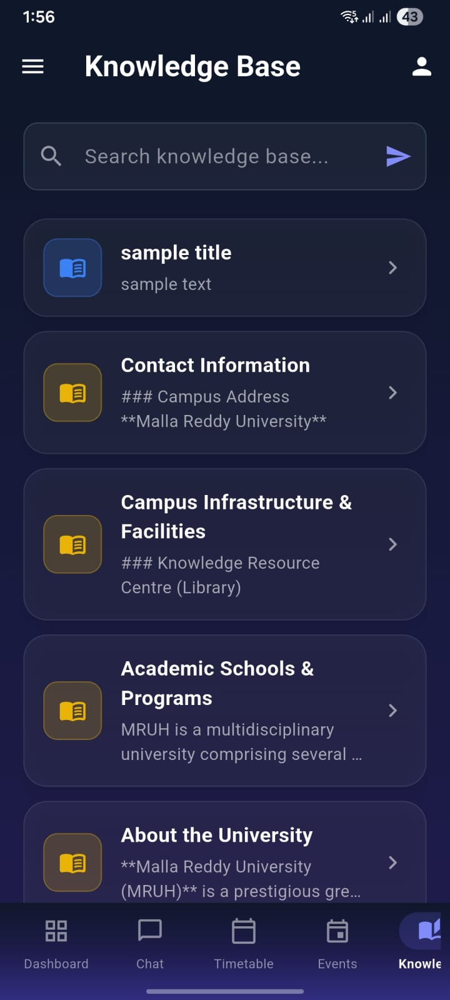 1:56
5
43
Knowledge Base
Search knowledge base...
sample title
sample text
Contact Information
### Campus Address
**Malla Reddy University**
Campus Infrastructure &
Facilities
### Knowledge Resource
Centre (Library)
Academic Schools &
Programs
MRUH is a multidisciplinary
university comprising several ...
About the University
**Malla Reddy University
(MRUH)** is a prestigious gre...
Dashboard
Chat
Timetable
Events
Knowle